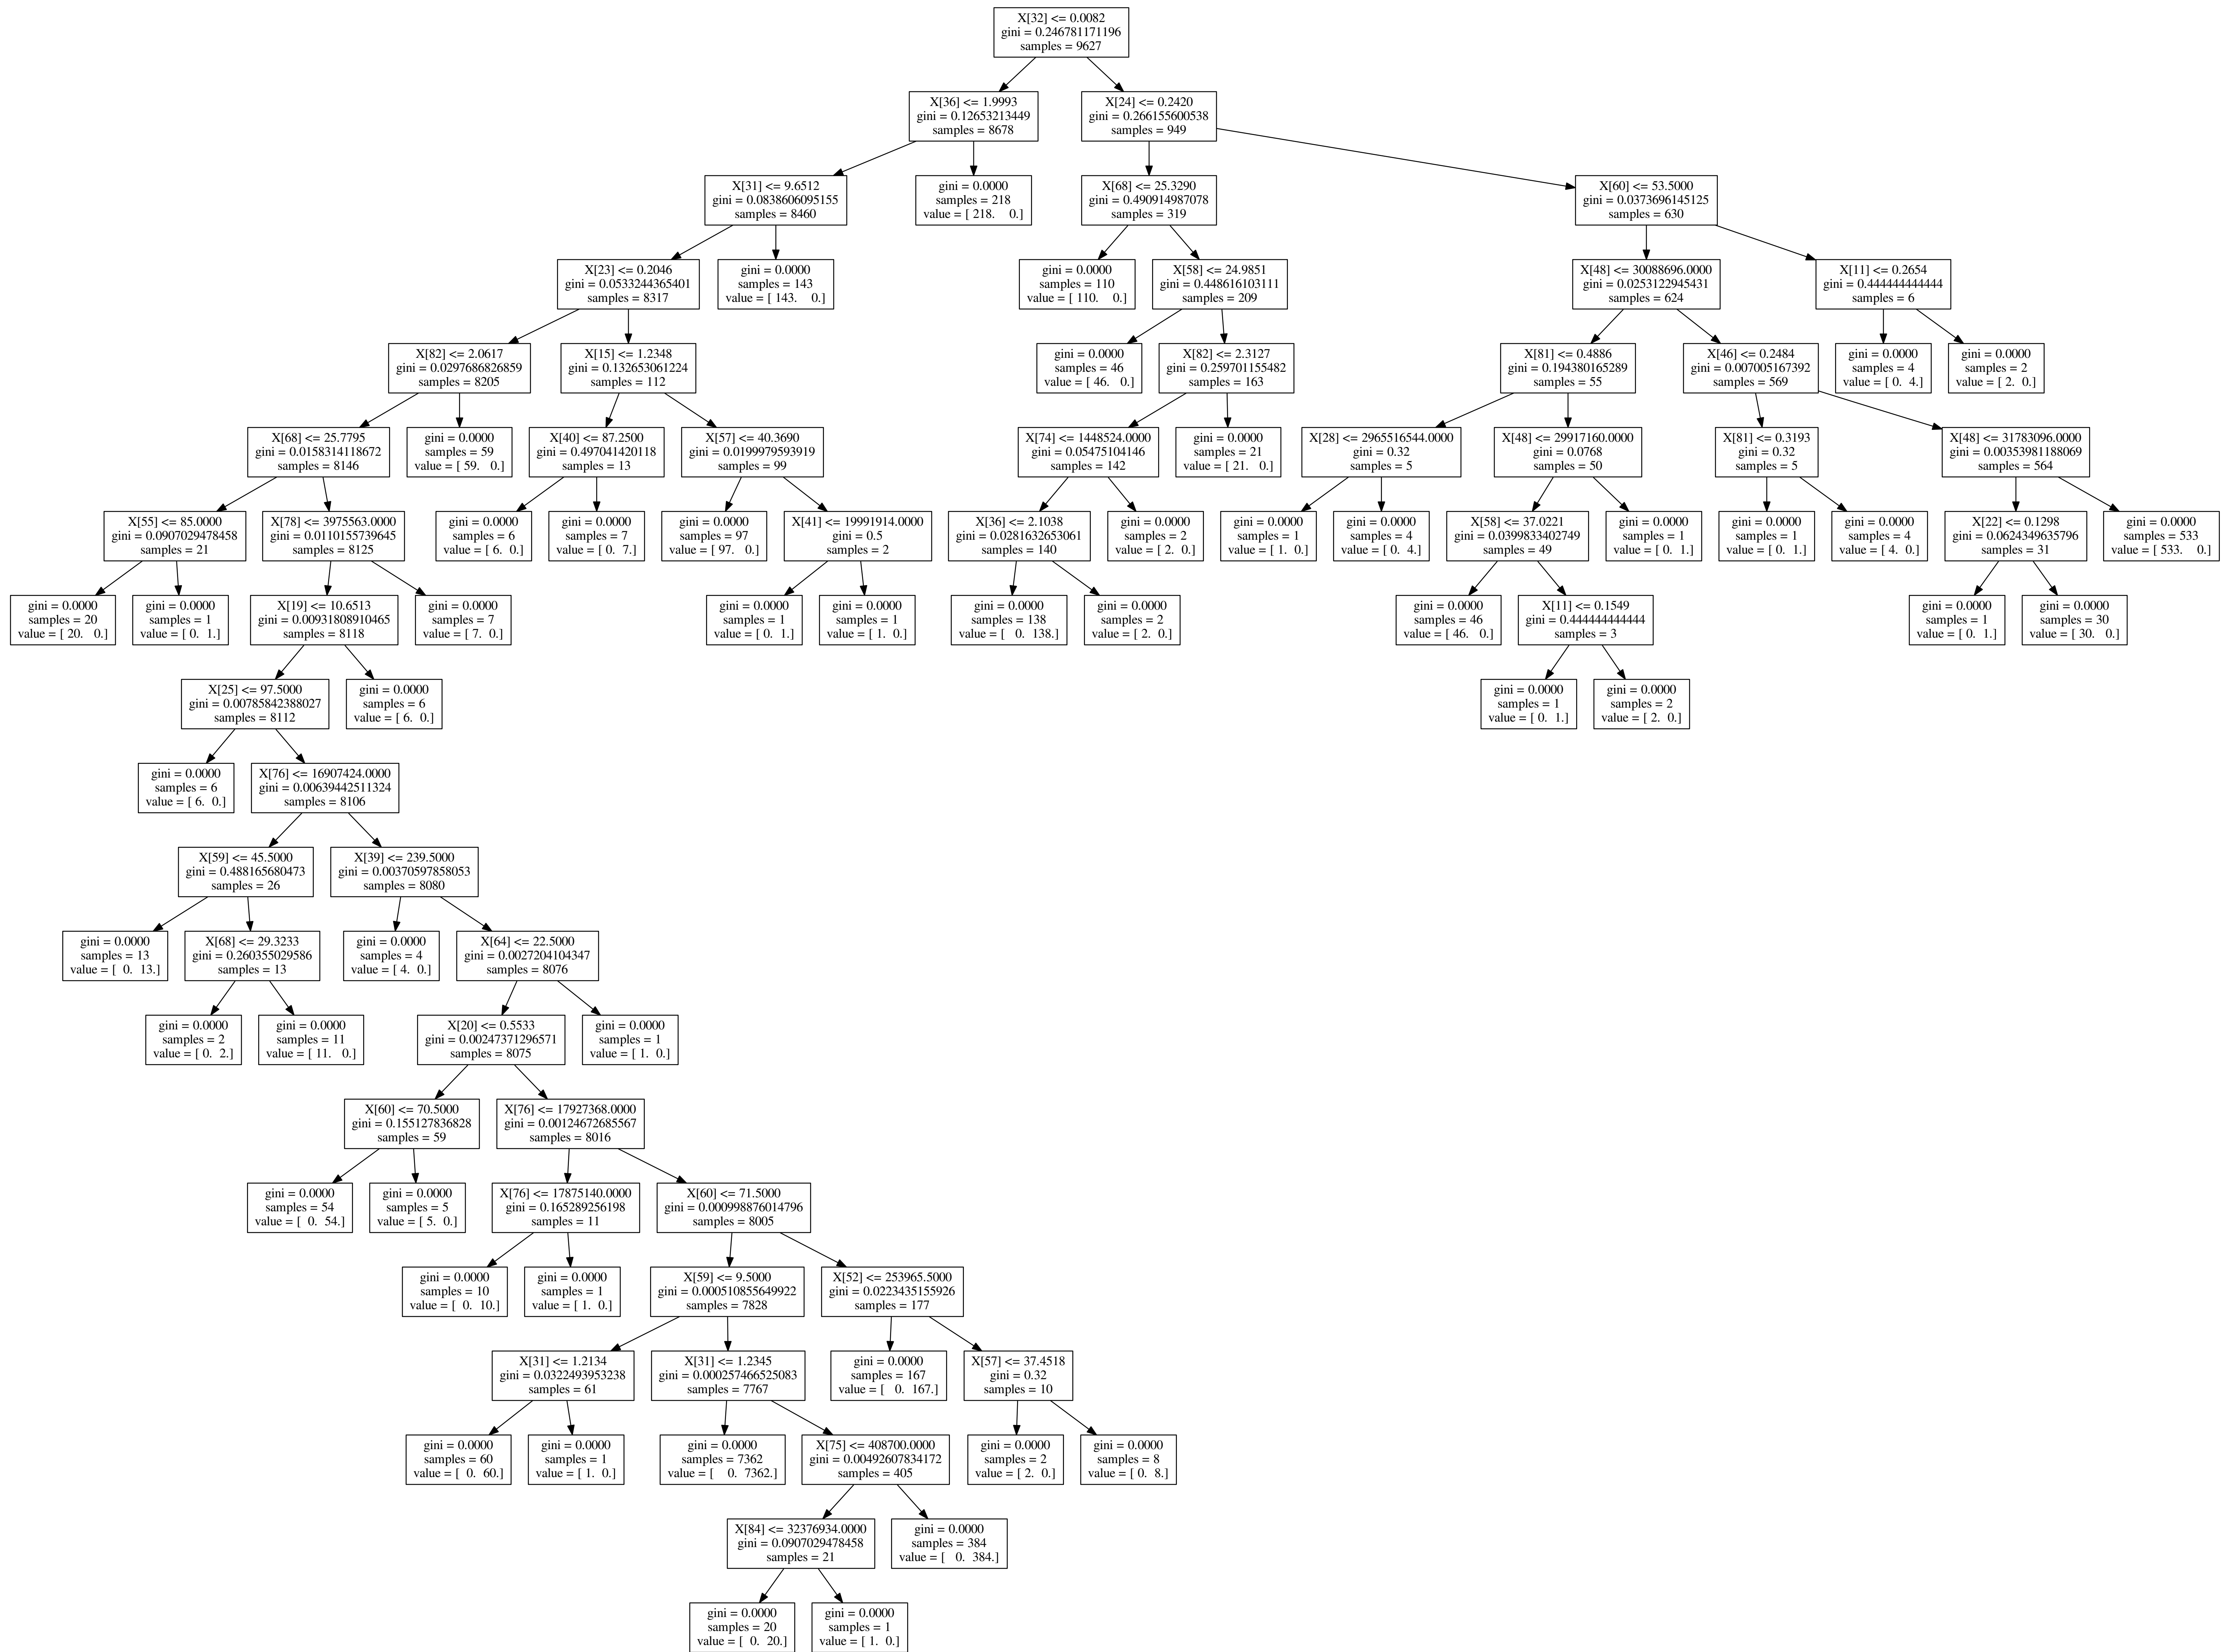 X[32] <= 0.0082
gini = 0.246781171196
samples = 9627
X[36] <= 1.9993
gini = 0.12653213449
samples = 8678
X[24] <= 0.2420
gini = 0.266155600538
samples = 949
X[31] <= 9.6512
gini = 0.0838606095155
samples = 8460
gini = 0.0000
samples = 218
value = [ 218. 0.]
X[68] <= 25.3290
gini = 0.490914987078
samples = 319
X[60] <= 53.5000
gini = 0.0373696145125
samples = 630
X[23] <= 0.2046
gini = 0.0533244365401
samples = 8317
gini = 0.0000
samples = 143
value = [ 143. 0.]
gini = 0.0000
samples = 110
value = [ 110. 0.]
X[58] <= 24.9851
gini = 0.448616103111
samples = 209
X[48] <= 30088696.0000
gini = 0.0253122945431
samples = 624
X[11] <= 0.2654
gini = 0.444444444444
samples = 6
X[82] <= 2.0617
gini = 0.0297686826859
samples = 8205
X[15] <= 1.2348
gini = 0.132653061224
samples = 112
gini = 0.0000
samples = 46
value = [ 46. 0.]
X[82] <= 2.3127
gini = 0.259701155482
samples = 163
X[81] <= 0.4886
gini = 0.194380165289
samples = 55
X[46] <= 0.2484
gini = 0.007005167392
samples = 569
gini = 0.0000
samples = 4
value = [ 0. 4.]
gini = 0.0000
samples = 2
value = [ 2. 0.]
X[68] <= 25.7795
gini = 0.0158314118672
samples = 8146
gini = 0.0000
samples = 59
value = [ 59. 0.]
X[40] <= 87.2500
gini = 0.497041420118
samples = 13
X[57] <= 40.3690
gini = 0.0199979593919
samples = 99
X[74] <= 1448524.0000
gini = 0.05475104146
samples = 142
gini = 0.0000
samples = 21
value = [ 21. 0.]
X[28] <= 2965516544.0000
gini = 0.32
samples = 5
X[48] <= 29917160.0000
gini = 0.0768
samples = 50
X[81] <= 0.3193
gini = 0.32
samples = 5
X[48] <= 31783096.0000
gini = 0.00353981188069
samples = 564
X[55] <= 85.0000
gini = 0.0907029478458
samples = 21
X[78] <= 3975563.0000
gini = 0.0110155739645
samples = 8125
gini = 0.0000
samples = 6
value = [ 6. 0.]
gini = 0.0000
samples = 7
value = [ 0. 7.]
gini = 0.0000
samples = 97
value = [ 97. 0.]
X[41] <= 19991914.0000
gini = 0.5
samples = 2
X[36] <= 2.1038
gini = 0.0281632653061
samples = 140
gini = 0.0000
samples = 2
value = [ 2. 0.]
gini = 0.0000
samples = 1
value = [ 1. 0.]
gini = 0.0000
samples = 4
value = [ 0. 4.]
X[58] <= 37.0221
gini = 0.0399833402749
samples = 49
gini = 0.0000
samples = 1
value = [ 0. 1.]
gini = 0.0000
samples = 1
value = [ 0. 1.]
gini = 0.0000
samples = 4
value = [ 4. 0.]
X[22] <= 0.1298
gini = 0.0624349635796
samples = 31
gini = 0.0000
samples = 533
value = [ 533. 0.]
gini = 0.0000
samples = 20
value = [ 20. 0.]
gini = 0.0000
samples = 1
value = [ 0. 1.]
X[19] <= 10.6513
gini = 0.00931808910465
samples = 8118
gini = 0.0000
samples = 7
value = [ 7. 0.]
gini = 0.0000
samples = 1
value = [ 0. 1.]
gini = 0.0000
samples = 1
value = [ 1. 0.]
gini = 0.0000
samples = 138
value = [ 0. 138.]
gini = 0.0000
samples = 2
value = [ 2. 0.]
gini = 0.0000
samples = 46
value = [ 46. 0.]
X[11] <= 0.1549
gini = 0.444444444444
samples = 3
gini = 0.0000
samples = 1
value = [ 0. 1.]
gini = 0.0000
samples = 30
value = [ 30. 0.]
X[25] <= 97.5000
gini = 0.00785842388027
samples = 8112
gini = 0.0000
samples = 6
value = [ 6. 0.]
gini = 0.0000
samples = 1
value = [ 0. 1.]
gini = 0.0000
samples = 2
value = [ 2. 0.]
gini = 0.0000
samples = 6
value = [ 6. 0.]
X[76] <= 16907424.0000
gini = 0.00639442511324
samples = 8106
X[59] <= 45.5000
gini = 0.488165680473
samples = 26
X[39] <= 239.5000
gini = 0.00370597858053
samples = 8080
gini = 0.0000
samples = 13
value = [ 0. 13.]
X[68] <= 29.3233
gini = 0.260355029586
samples = 13
gini = 0.0000
samples = 4
value = [ 4. 0.]
X[64] <= 22.5000
gini = 0.0027204104347
samples = 8076
gini = 0.0000
samples = 2
value = [ 0. 2.]
gini = 0.0000
samples = 11
value = [ 11. 0.]
X[20] <= 0.5533
gini = 0.00247371296571
samples = 8075
gini = 0.0000
samples = 1
value = [ 1. 0.]
X[60] <= 70.5000
gini = 0.155127836828
samples = 59
X[76] <= 17927368.0000
gini = 0.00124672685567
samples = 8016
gini = 0.0000
samples = 54
value = [ 0. 54.]
gini = 0.0000
samples = 5
value = [ 5. 0.]
X[76] <= 17875140.0000
gini = 0.165289256198
samples = 11
X[60] <= 71.5000
gini = 0.000998876014796
samples = 8005
gini = 0.0000
samples = 10
value = [ 0. 10.]
gini = 0.0000
samples = 1
value = [ 1. 0.]
X[59] <= 9.5000
gini = 0.000510855649922
samples = 7828
X[52] <= 253965.5000
gini = 0.0223435155926
samples = 177
X[31] <= 1.2134
gini = 0.0322493953238
samples = 61
X[31] <= 1.2345
gini = 0.000257466525083
samples = 7767
gini = 0.0000
samples = 167
value = [ 0. 167.]
X[57] <= 37.4518
gini = 0.32
samples = 10
gini = 0.0000
samples = 60
value = [ 0. 60.]
gini = 0.0000
samples = 1
value = [ 1. 0.]
gini = 0.0000
samples = 7362
value = [ 0. 7362.]
X[75] <= 408700.0000
gini = 0.00492607834172
samples = 405
gini = 0.0000
samples = 2
value = [ 2. 0.]
gini = 0.0000
samples = 8
value = [ 0. 8.]
X[84] <= 32376934.0000
gini = 0.0907029478458
samples = 21
gini = 0.0000
samples = 384
value = [ 0. 384.]
gini = 0.0000
samples = 20
value = [ 0. 20.]
gini = 0.0000
samples = 1
value = [ 1. 0.]